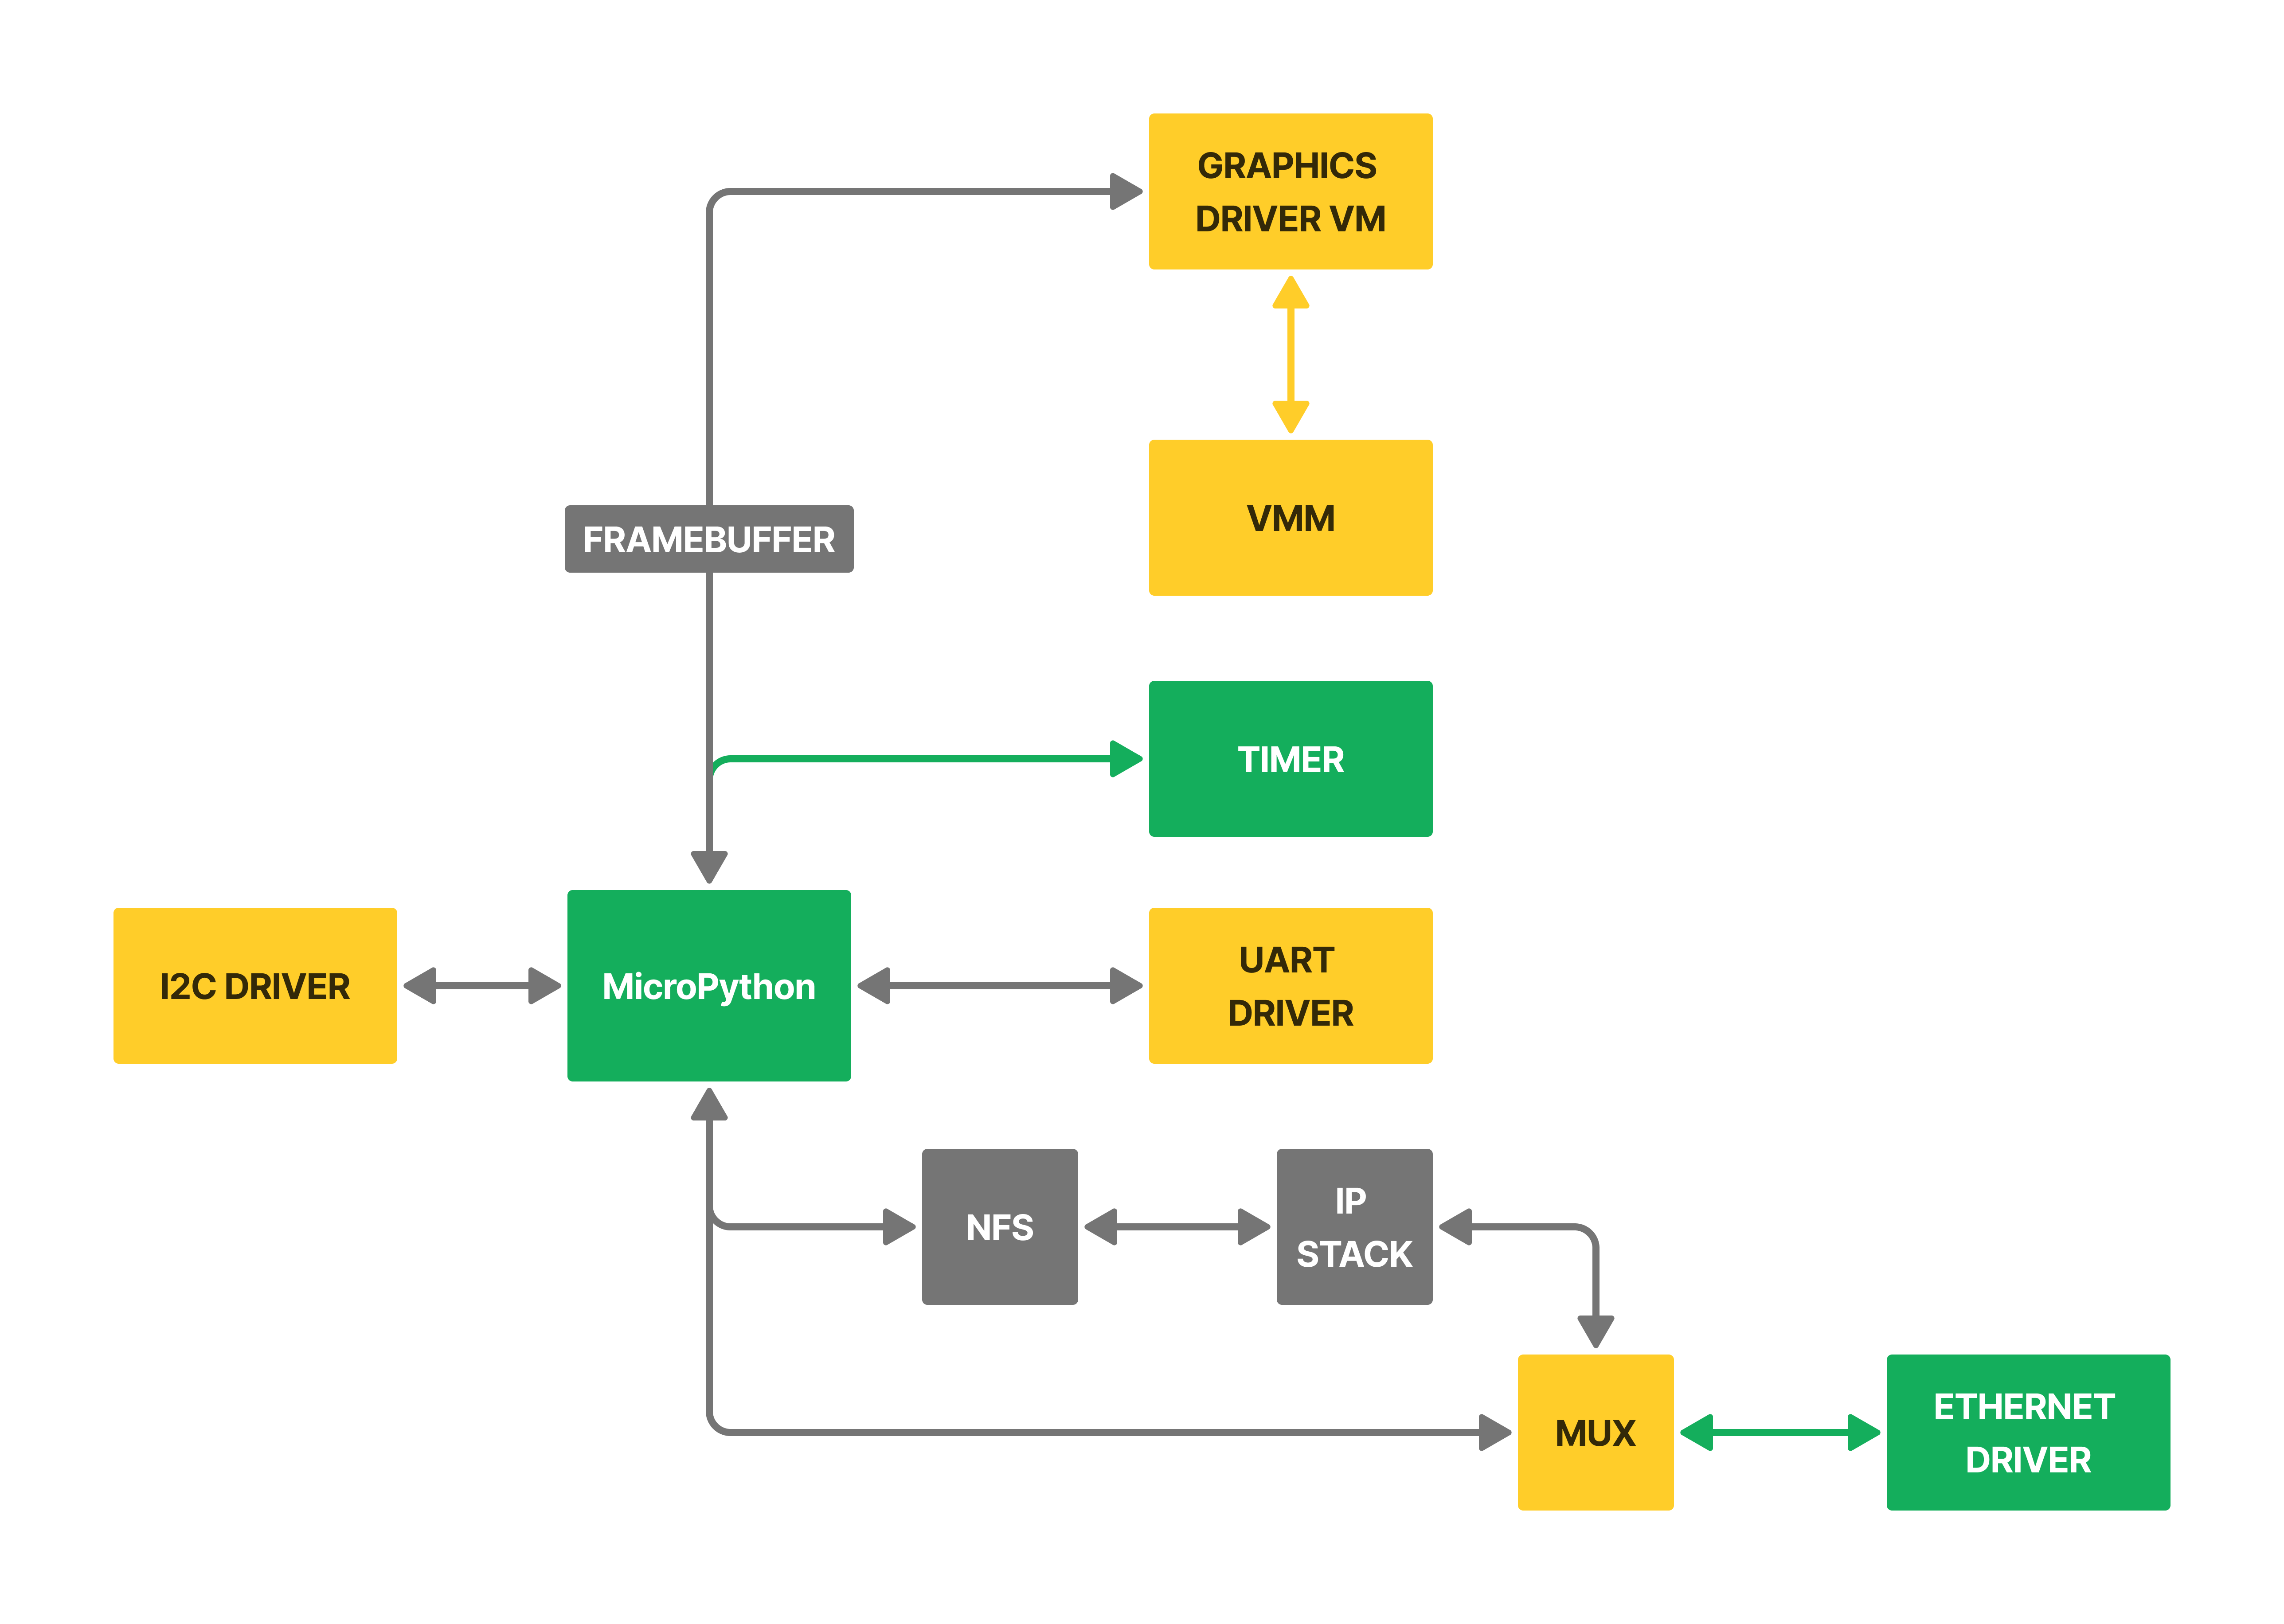 GRAPHICS
DRIVER VM
VMM
FRAMEBUFFER
TIMER
I2C DRIVER
MicroPython
UART
DRIVER
NFS
IP
STACK
MUX
ETHERNET
DRIVER